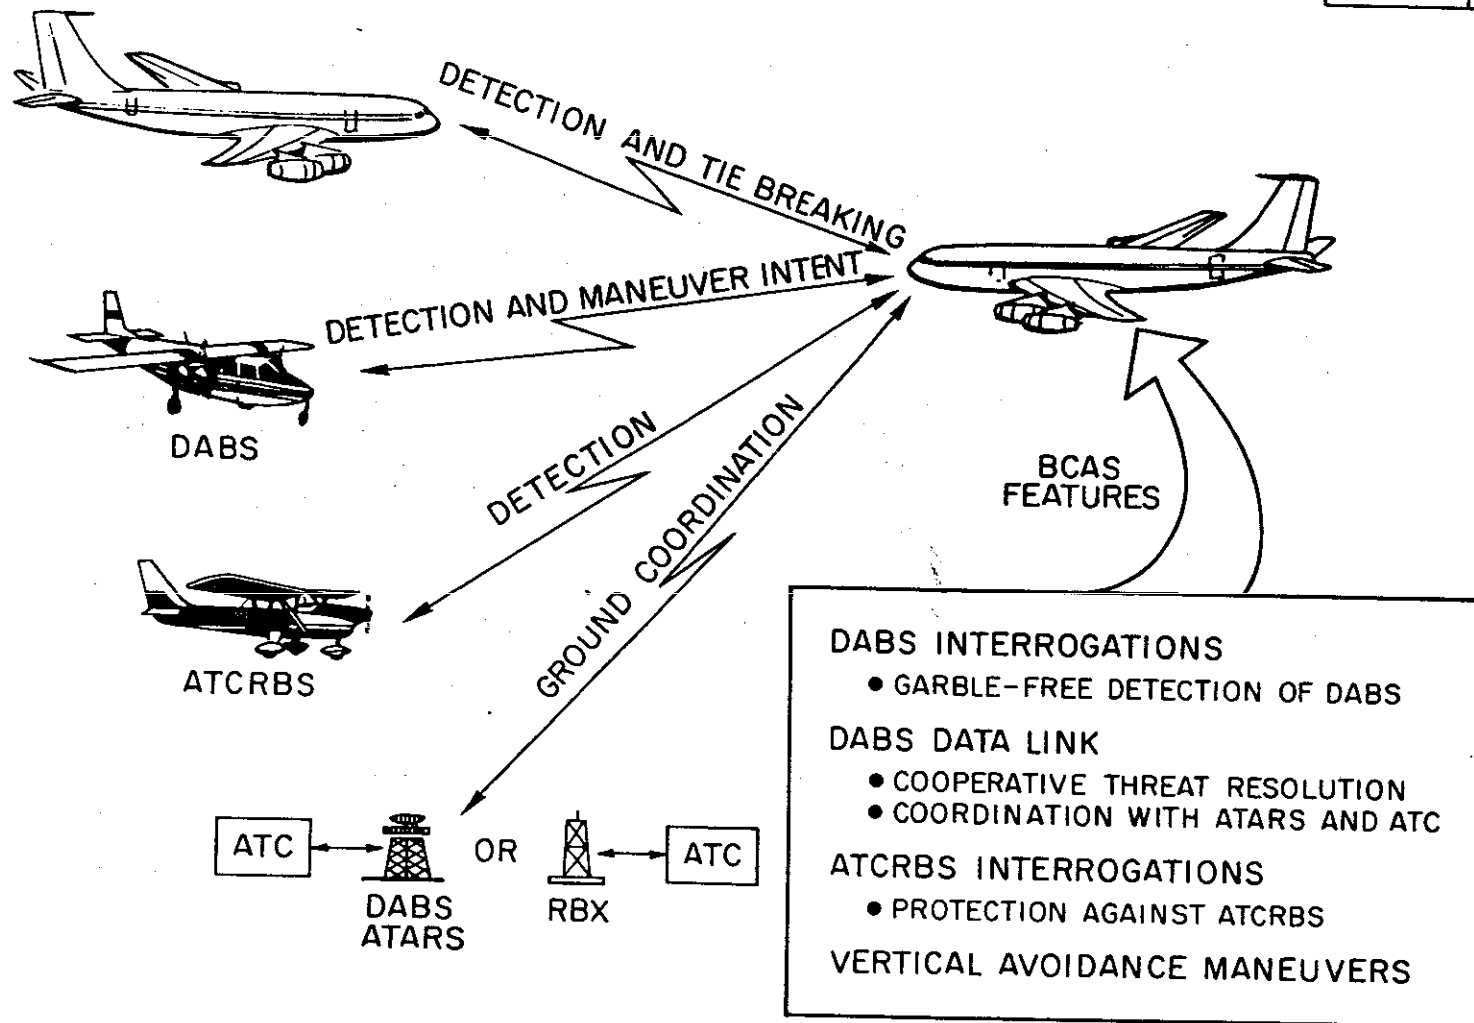 DETECTION AND TIE BREAKING
DETECTION AND MANEUVER INTENT
DABS
DETECTION
GROUND COORDINATION
ATCRBS
BCAS
FEATURES
ATC
OR
ATC
DABS
ATARS
RBX
DABS INTERROGATIONS
• GARBLE-FREE DETECTION OF DABS
DABS DATA LINK
• COOPERATIVE THREAT RESOLUTION
• COORDINATION WITH ATARS AND ATC
ATCRBS INTERROGATIONS
• PROTECTION AGAINST ATCRBS
VERTICAL AVOIDANCE MANEUVERS